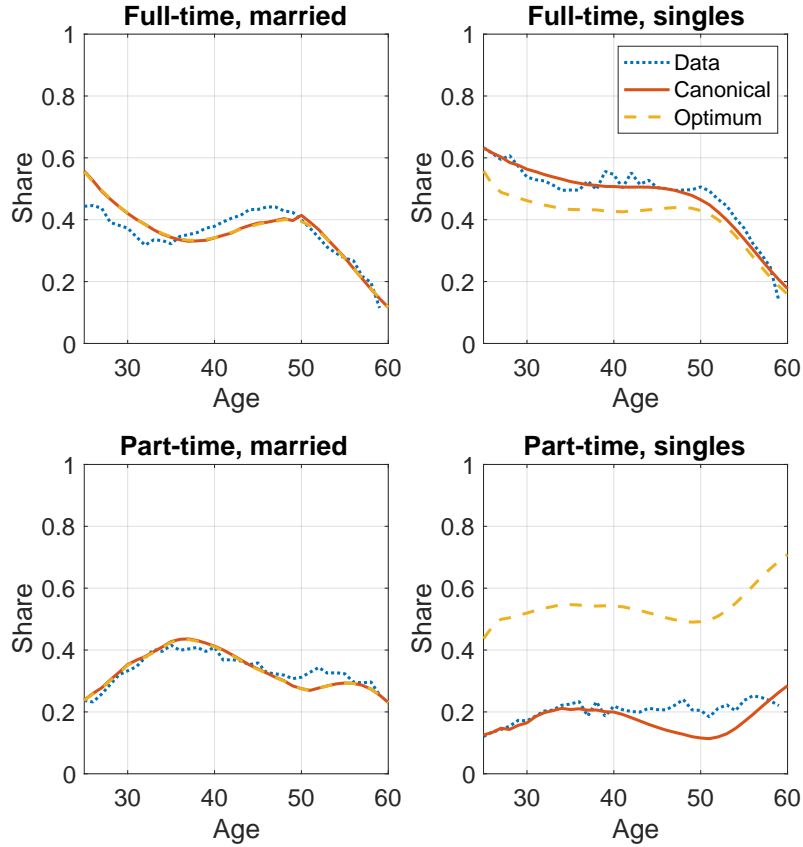 Full-time, married
1
0.8
0.6
0.4
0.2
0
Share
30
40
50
60
Age
Full-time, singles
1
0.8
0.6
0.4
0.2
0
Share
Data
Canonical
Optimum
30
40
50
60
Age
Part-time, married
1
0.8
0.6
0.4
0.2
0
Share
30
40
50
60
Age
Part-time, singles
1
0.8
0.6
0.4
0.2
0
Share
30
40
50
60
Age